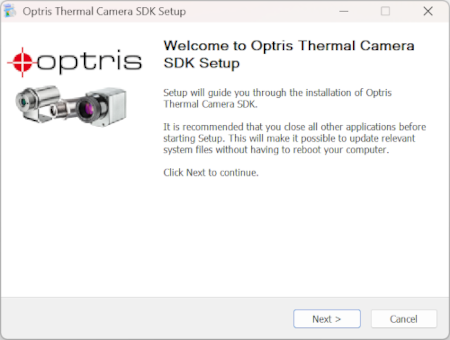 Optris Thermal Camera SDK Setup
optris
Welcome to Optris Thermal Camera
SDK Setup
Setup will guide you through the installation of Optris
Thermal Camera SDK.
It is recommended that you close all other applications before
starting Setup. This will make it possible to update relevant
system files without having to reboot your computer.
Click Next to continue.
Next >
Cancel